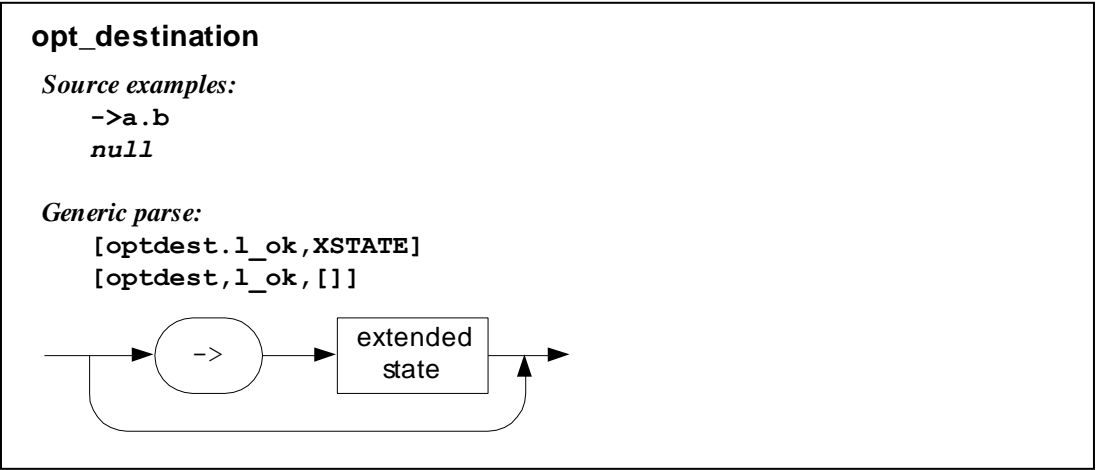 opt_destination
Source examples:
->a.b
null
Generic parse:
[optdest.l_ok,XSTATE]
[optdest,l_ok,[]]
->
extended
state